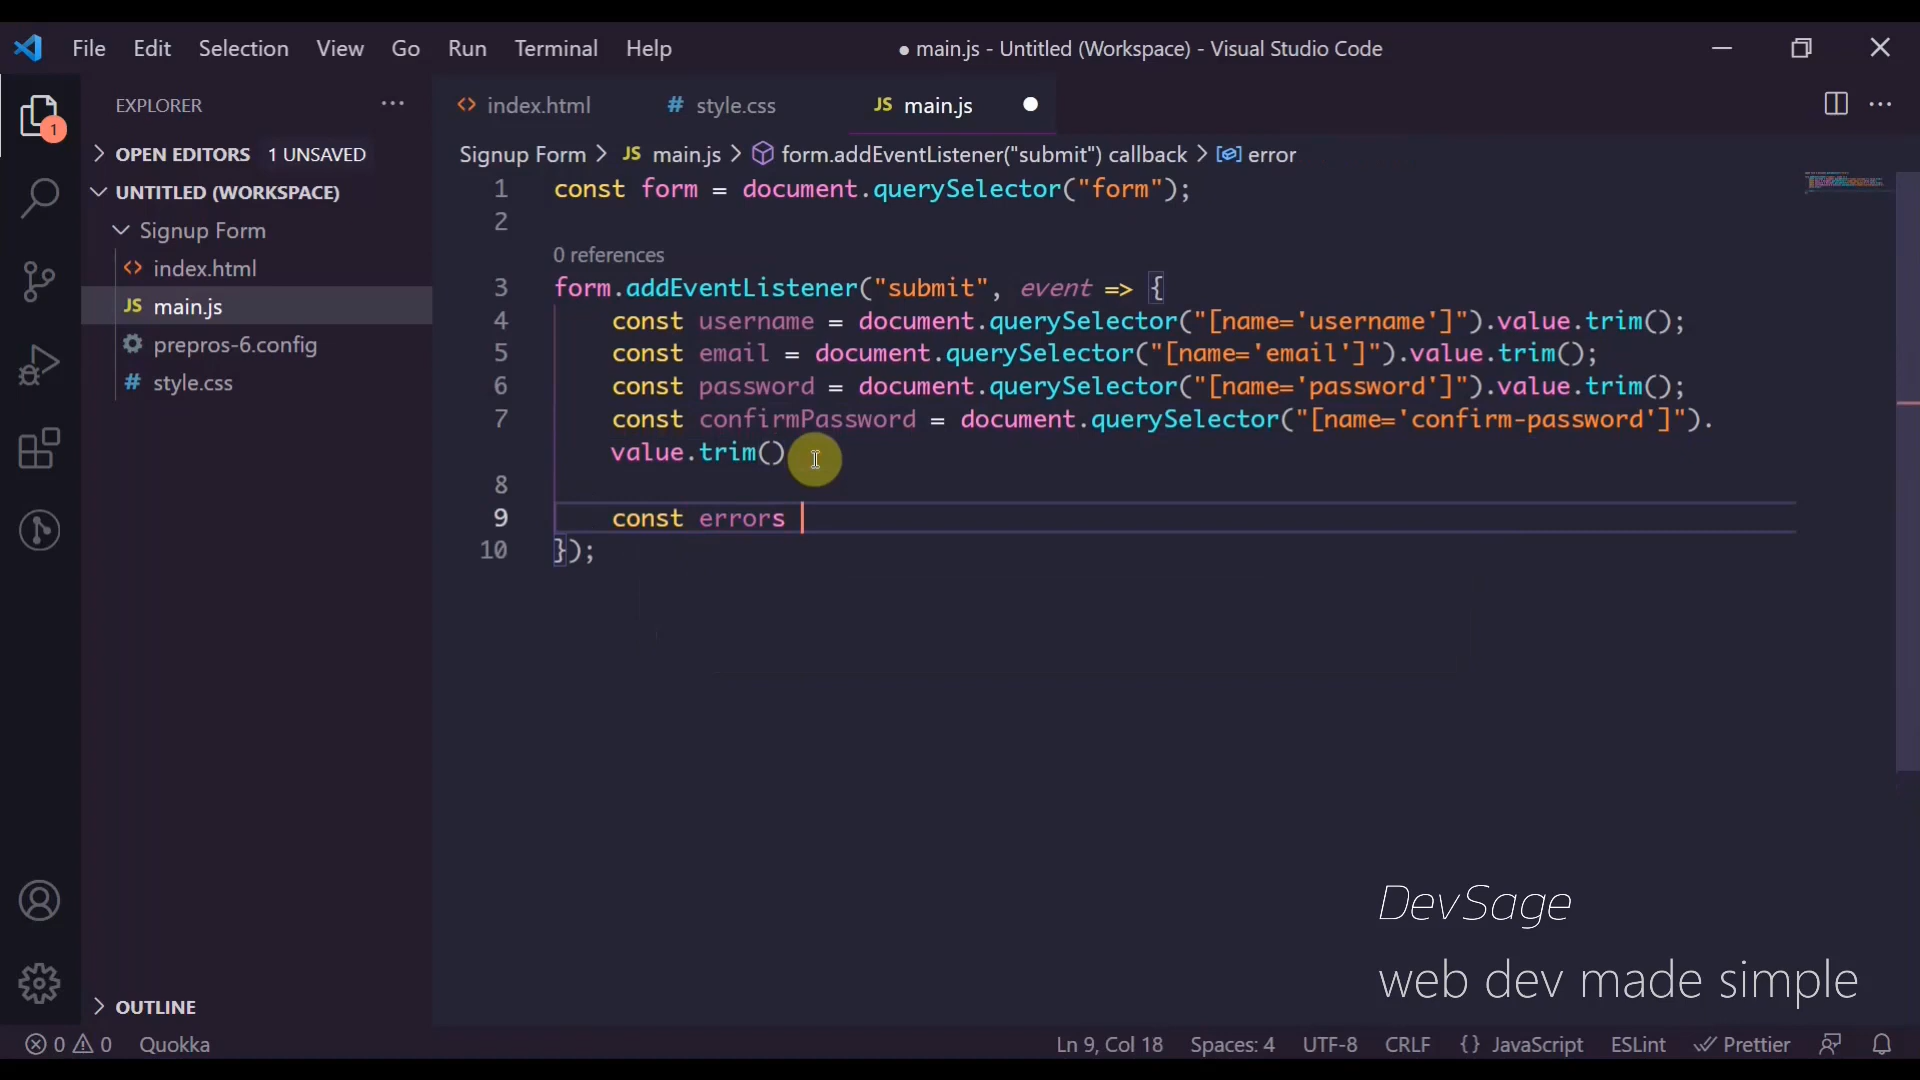 File Edit Selection View Go Run Terminal Help
● main.js - Untitled (Workspace) - Visual Studio Code
1
EXPLORER ...
OPEN EDITORS 1 UNSAVED
UNTITLED (WORKSPACE)
Signup Form
<> index.html
JS main.js
prepros-6.config
# style.css
OUTLINE
<> index.html # style.css JS main.js ●
Signup Form > JS main.js > form.addEventListener("submit") callback > error
1 const form = document.querySelector("form");
2
0 references
3 form.addEventListener("submit", event => {
4 const username = document.querySelector("[name='username']").value.trim();
5 const email = document.querySelector("[name='email']").value.trim();
6 const password = document.querySelector("[name='password']").value.trim();
7 const confirmPassword = document.querySelector("[name='confirm-password']").
value.trim()
8
9 const errors
10 });
DevSage
web dev made simple
0 0 Quokka
Ln 9, Col 18 Spaces: 4 UTF-8 CRLF {} JavaScript ESLint Prettier